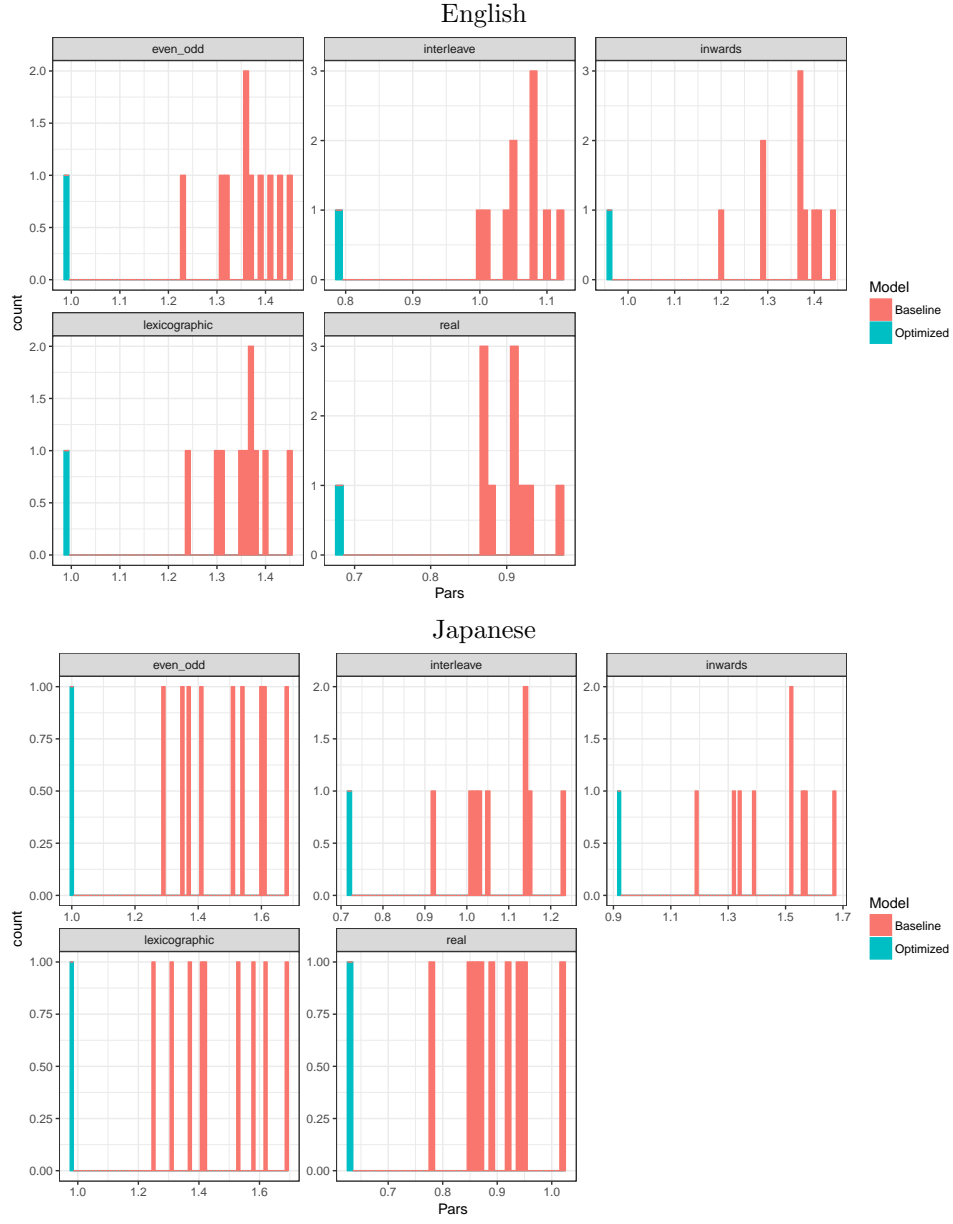 English
even_odd
interleave
inwards
2.0
1.5
1.0
0.5
0.0
3
2
1
0
3
2
1
0
1.0 1.1 1.2 1.3 1.4
0.8 0.9 1.0 1.1
1.0 1.1 1.2 1.3 1.4
lexicographic
real
2.0
1.5
1.0
0.5
0.0
3
2
1
0
1.0 1.1 1.2 1.3 1.4
0.7 0.8 0.9
count
Pars
Model
Baseline
Optimized
Japanese
even_odd
interleave
inwards
1.00
0.75
0.50
0.25
0.00
2.0
1.5
1.0
0.5
0.0
2.0
1.5
1.0
0.5
0.0
1.0 1.2 1.4 1.6
0.7 0.8 0.9 1.0 1.1 1.2
0.9 1.1 1.3 1.5 1.7
lexicographic
real
1.00
0.75
0.50
0.25
0.00
1.00
0.75
0.50
0.25
0.00
1.0 1.2 1.4 1.6
0.7 0.8 0.9 1.0
count
Pars
Model
Baseline
Optimized